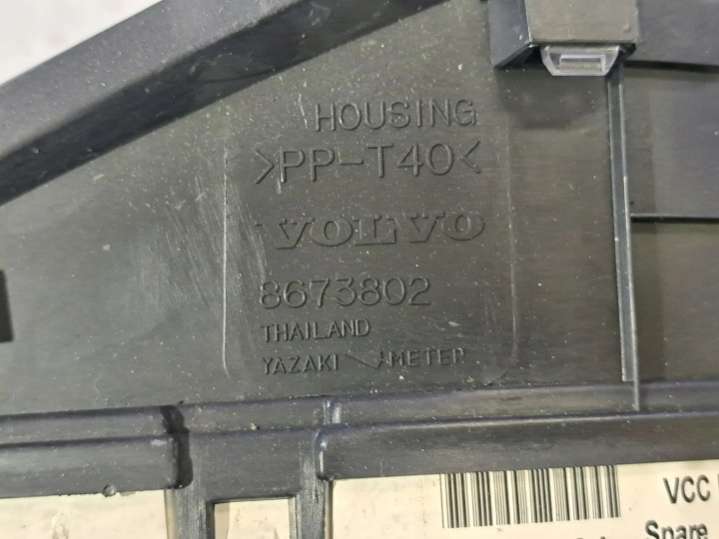 HOUSING
>PP-T40<
VOLVO
8673802
THAILAND
YAZAKI METER
VCC
Spare